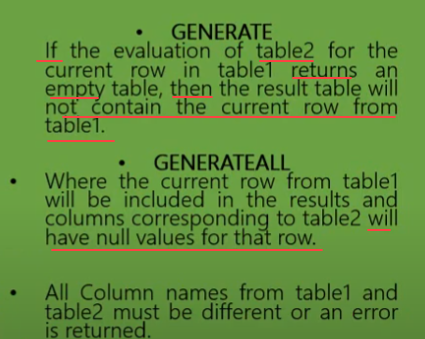 • GENERATE
If the evaluation of table2 for the
current row in table1 returns an
empty table, then the result table will
not contain the current row from
table1.
• GENERATEALL
• Where the current row from table1
will be included in the results and
columns corresponding to table2 will
have null values for that row.
• All Column names from table1 and
table2 must be different or an error
is returned.